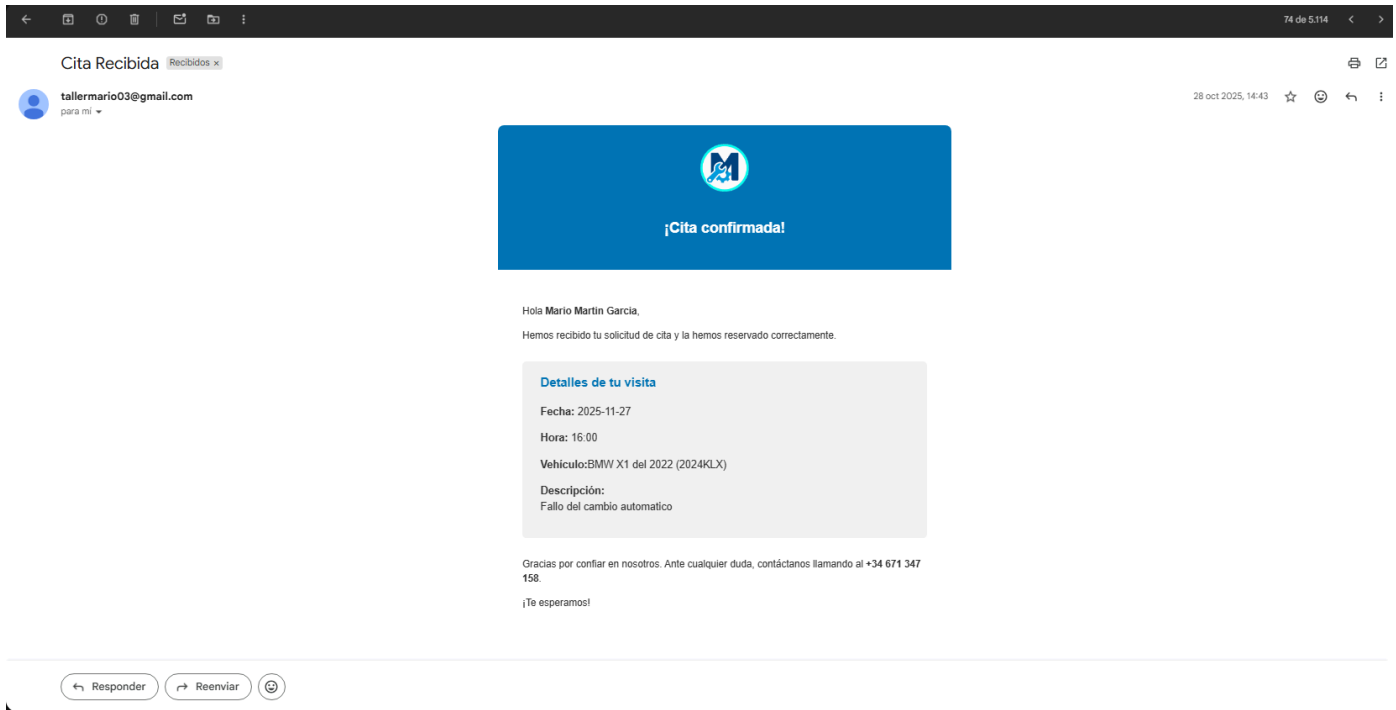 74 de 5.114
Cita Recibida Recibidos ×
tallermario03@gmail.com
28 oct 2025, 14:43
para mí
M
¡Cita confirmada!
Hola Mario Martin Garcia,
Hemos recibido tu solicitud de cita y la hemos reservado correctamente.
Detalles de tu visita
Fecha: 2025-11-27
Hora: 16:00
Vehículo:BMW X1 del 2022 (2024KLX)
Descripción:
Fallo del cambio automatico
Gracias por confiar en nosotros. Ante cualquier duda, contáctanos llamando al +34 671 347
158.
¡Te esperamos!
Responder
Reenviar